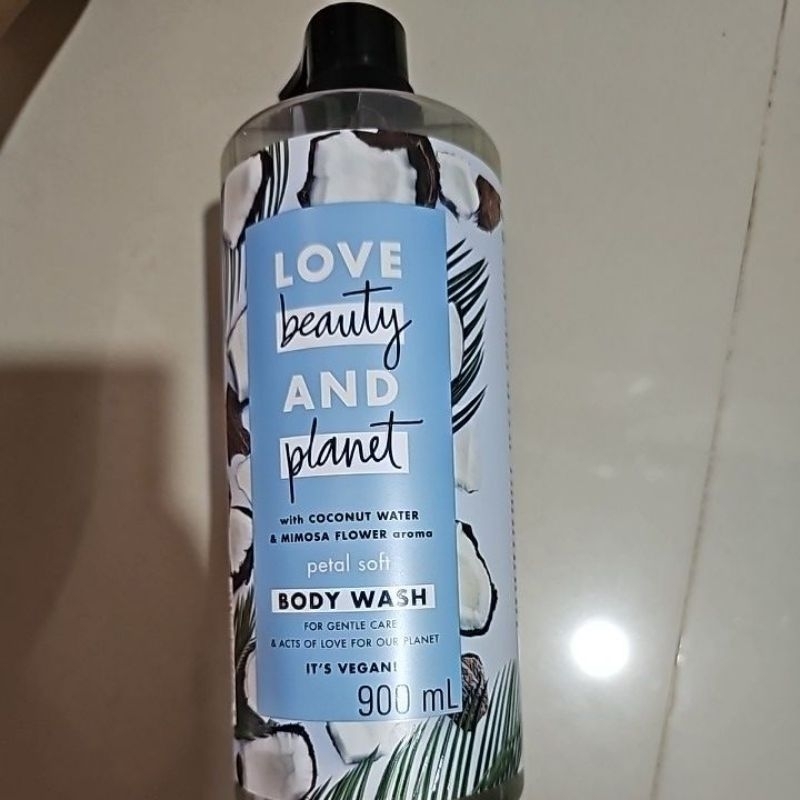 LOVE
beauty
AND
planet
with COCONUT WATER
& MIMOSA FLOWER aroma
petal soft
BODY WASH
FOR GENTLE CARE
& ACTS OF LOVE FOR OUR PLANET
IT'S VEGAN!
900 mL